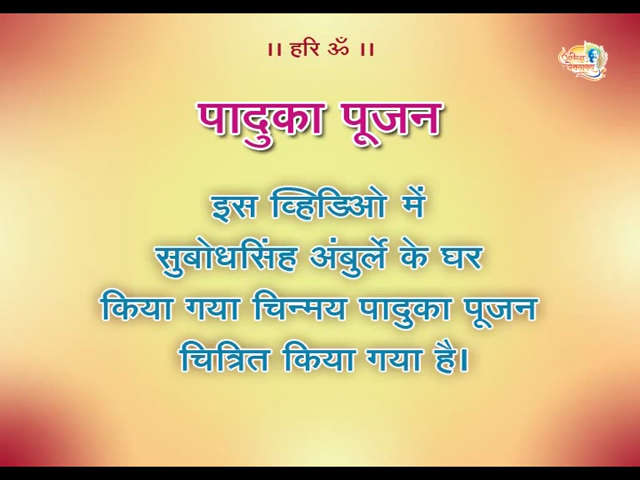 ।। हरि ॐ ।।
पादुका पूजन
इस व्हिडिओ में
सुबोधसिंह अंबुर्ले के घर
किया गया चिन्मय पादुका पूजन
चित्रित किया गया है।